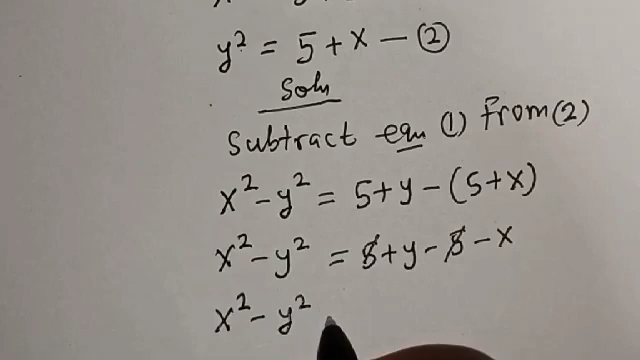 y² = 5 + x — ②
Soln
Subtract eqn (1) From (2)
x² - y² = 5 + y - (5 + x)
x² - y² = 5 + y - 5 - x
x² - y²